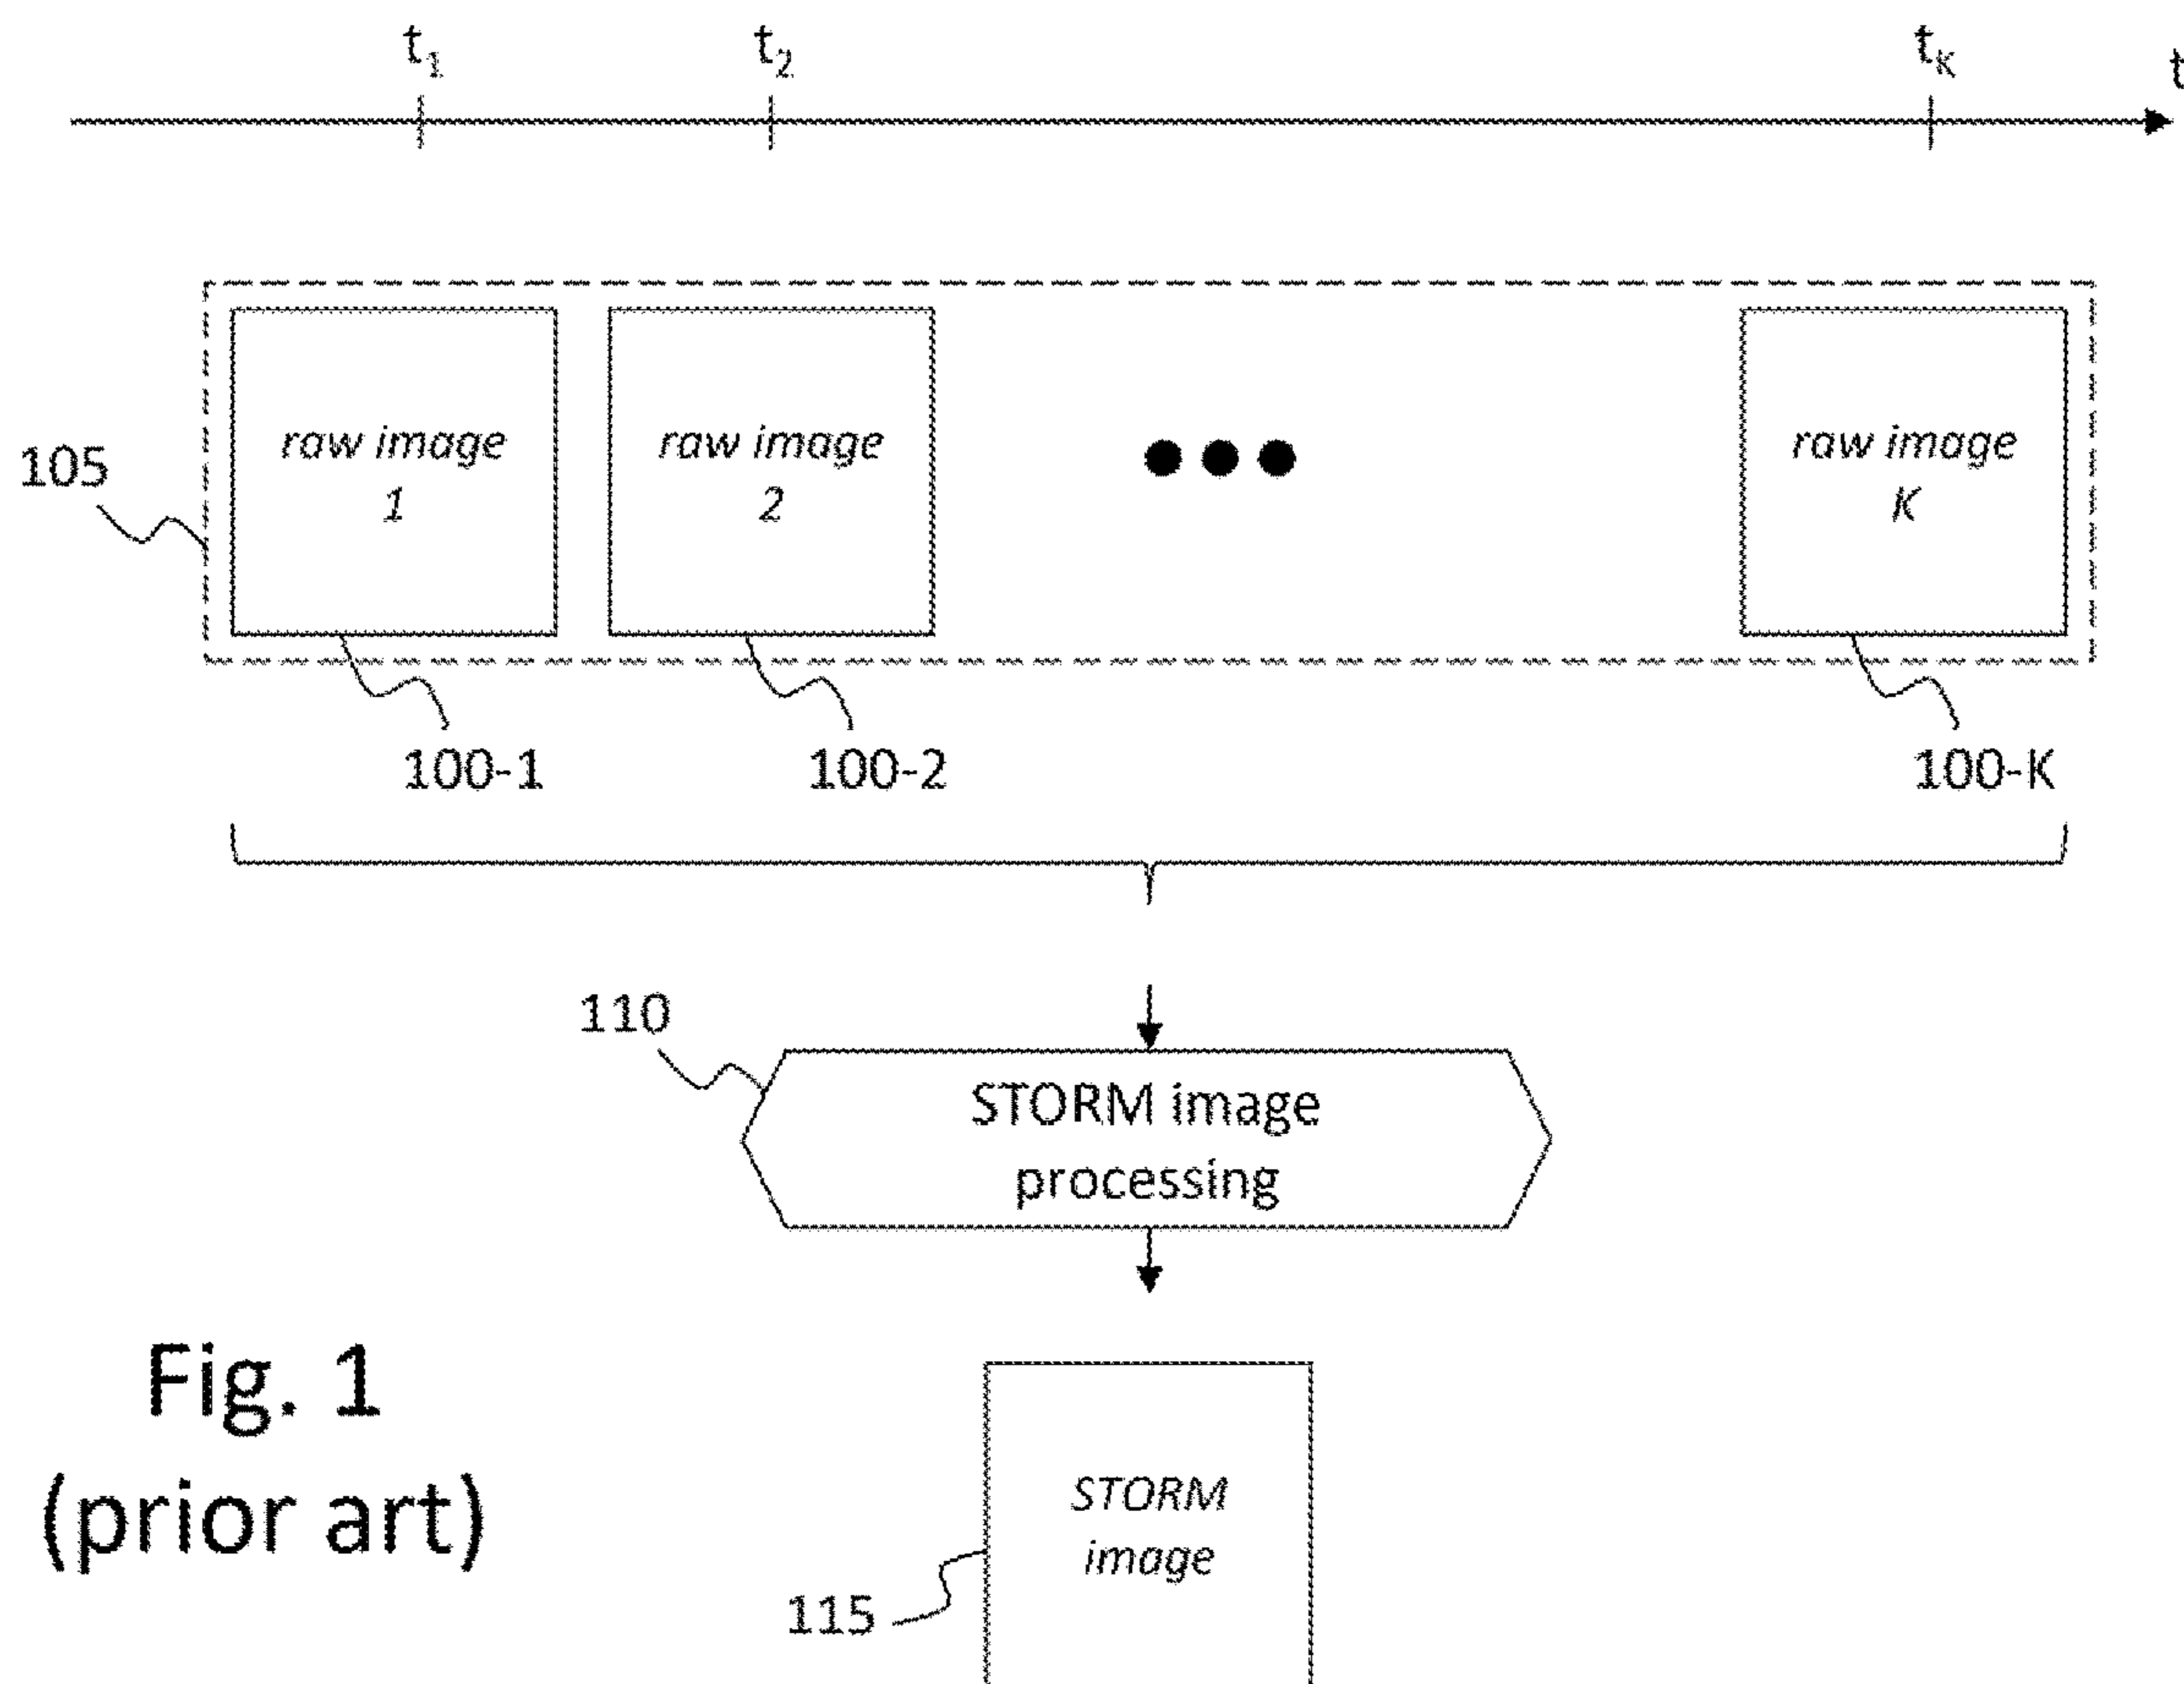 t1 t2 tK t
raw image raw image raw image
1 2 K
105
100-1 100-2 100-K
110
STORM image
processing
Fig. 1
(prior art)
STORM
image
115